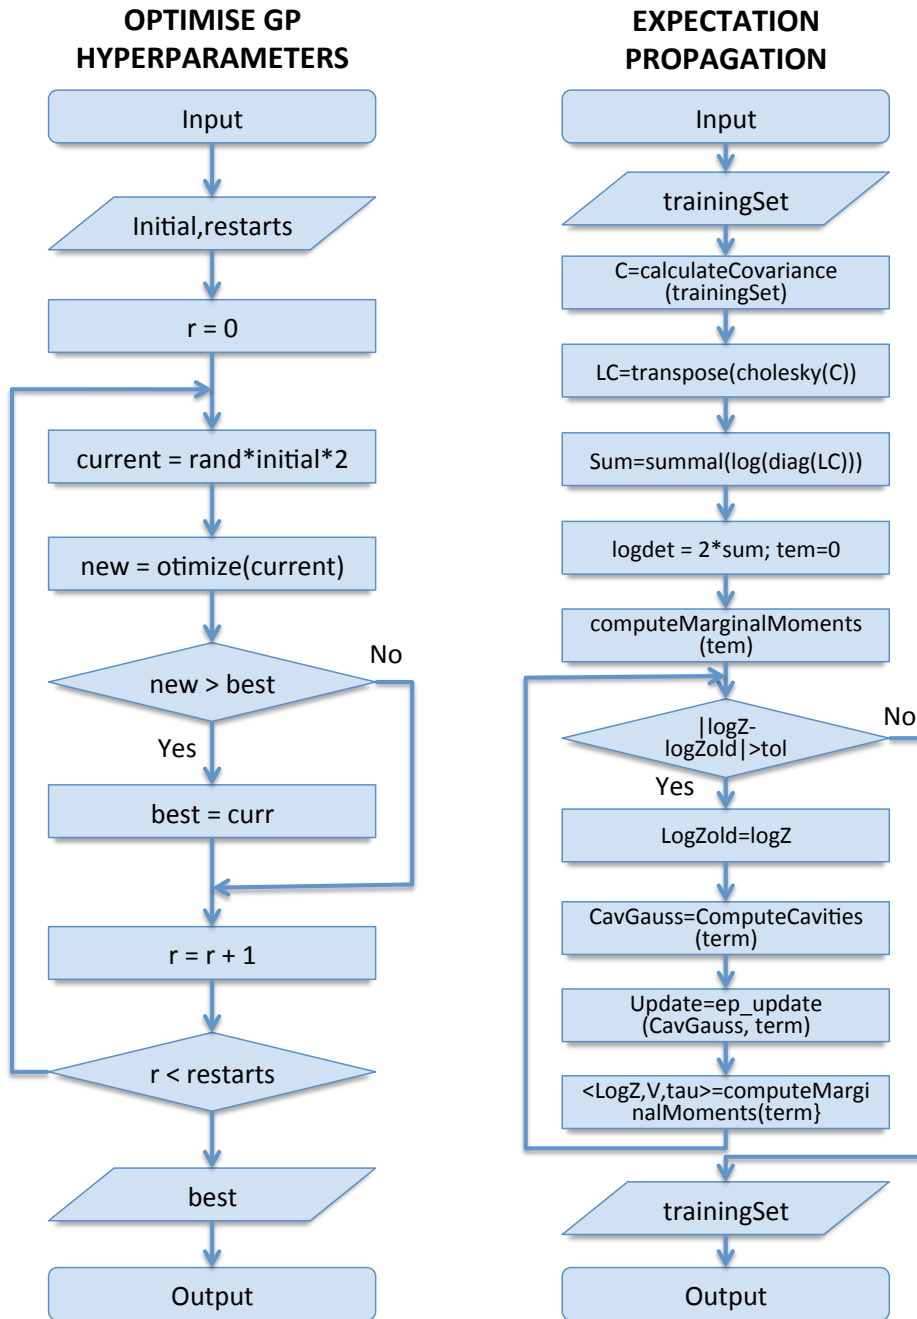 OPTIMISE GP
HYPERPARAMETERS
Input
Initial,restarts
r = 0
current = rand*initial*2
new = otimize(current)
new > best
No
Yes
best = curr
r = r + 1
r < restarts
best
Output
EXPECTATION
PROPAGATION
Input
trainingSet
C=calculateCovariance
(trainingSet)
LC=transpose(cholesky(C))
Sum=summal(log(diag(LC)))
logdet = 2*sum; tem=0
computeMarginalMoments
(tem)
|logZ-
logZold|>tol
No
Yes
LogZold=logZ
CavGauss=ComputeCavities
(term)
Update=ep_update
(CavGauss, term)
<LogZ,V,tau>=computeMargi
nalMoments(term}
trainingSet
Output